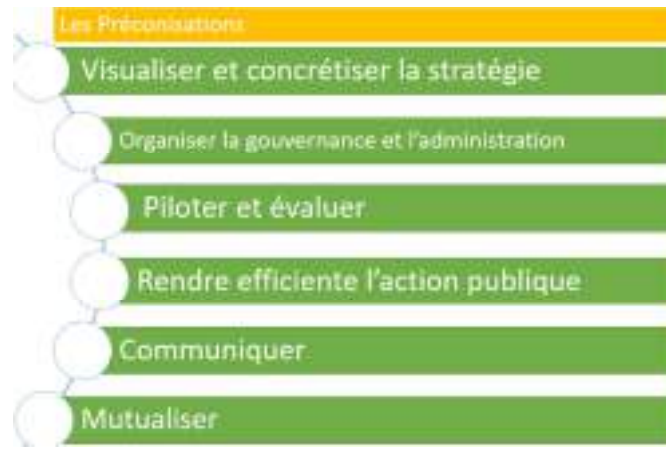 Les Préconisations
Visualiser et concrétiser la stratégie
Organiser la gouvernance et l'administration
Piloter et évaluer
Rendre efficiente l'action publique
Communiquer
Mutualiser